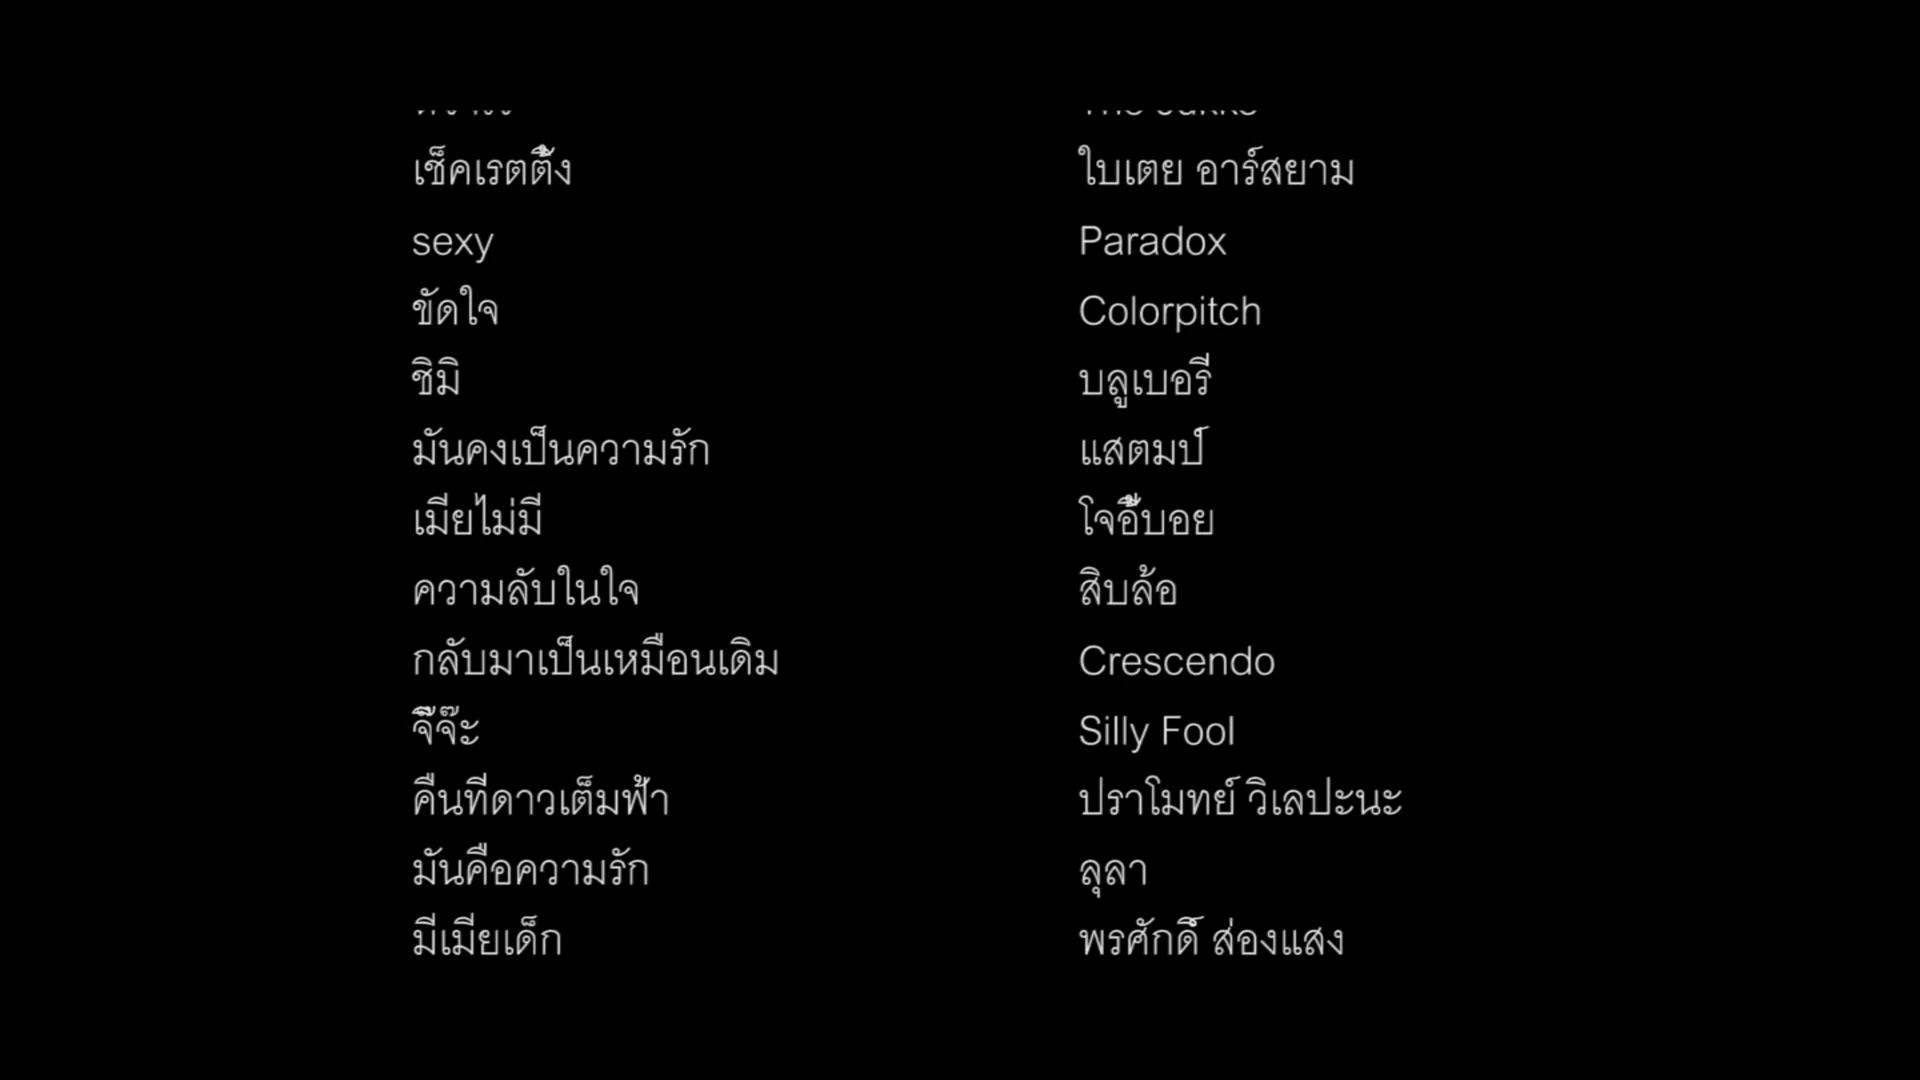 เช็คเรตติ้ง ใบเตย อาร์สยาม
sexy Paradox
ขัดใจ Colorpitch
ชิมิ บลูเบอรี่
มันคงเป็นความรัก แสตมป์
เมียไม่มี โจอี้บอย
ความลับในใจ สิบล้อ
กลับมาเป็นเหมือนเดิม Crescendo
จิ๊จ๊ะ Silly Fool
คืนที่ดาวเต็มฟ้า ปราโมทย์ วิเลปะนะ
มันคือความรัก ลุลา
มีเมียเด็ก พรศักดิ์ ส่องแสง